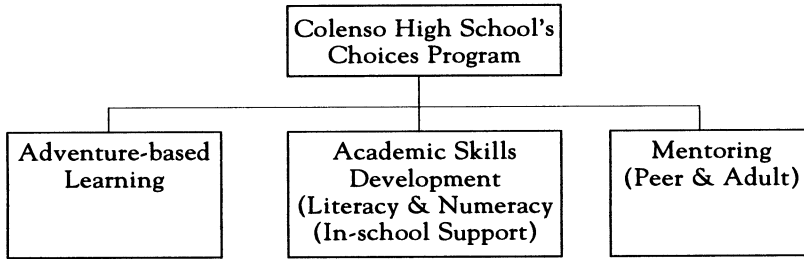 Colenso High School's
Choices Program
Adventure-based
Learning
Academic Skills
Development
(Literacy & Numeracy
(In-school Support)
Mentoring
(Peer & Adult)